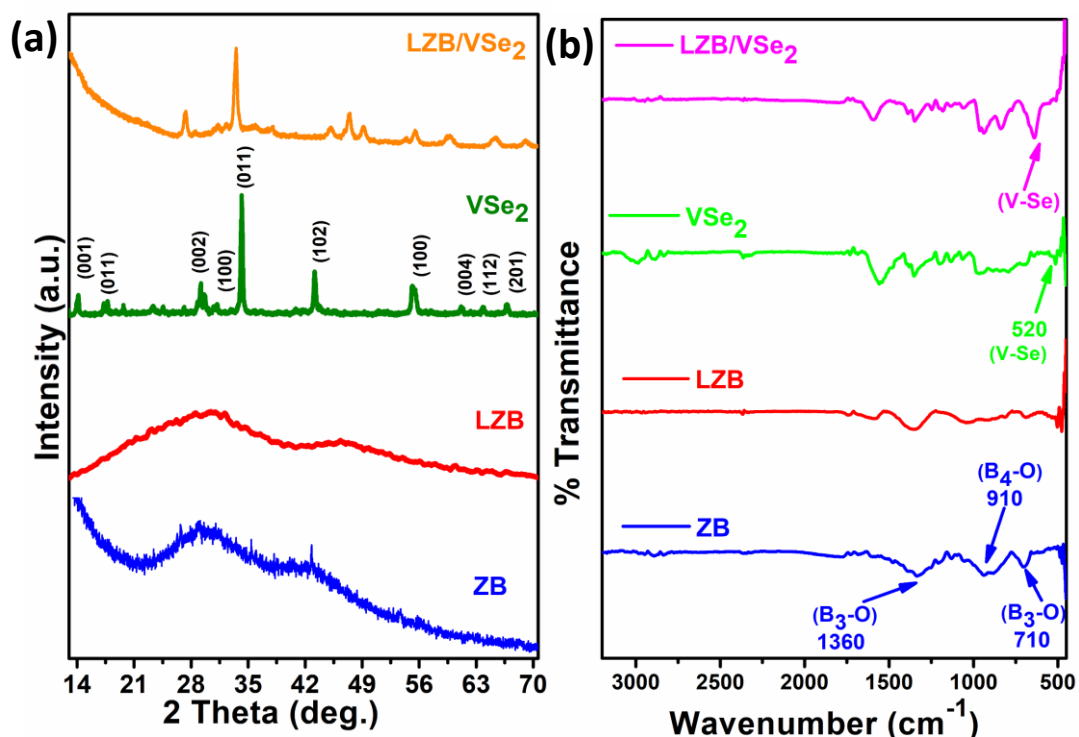 (a)
LZB/VSe2
VSe2
(001)
(011)
(002)
(100)
(011)
(102)
(100)
(004)
(112)
(201)
LZB
ZB
Intensity (a.u.)
14 21 28 35 42 49 56 63 70
2 Theta (deg.)
(b)
LZB/VSe2
(V-Se)
VSe2
520
(V-Se)
LZB
(B4-O)
910
ZB
(B3-O)
1360
(B3-O)
710
% Transmittance
3000 2500 2000 1500 1000 500
Wavenumber (cm-1)